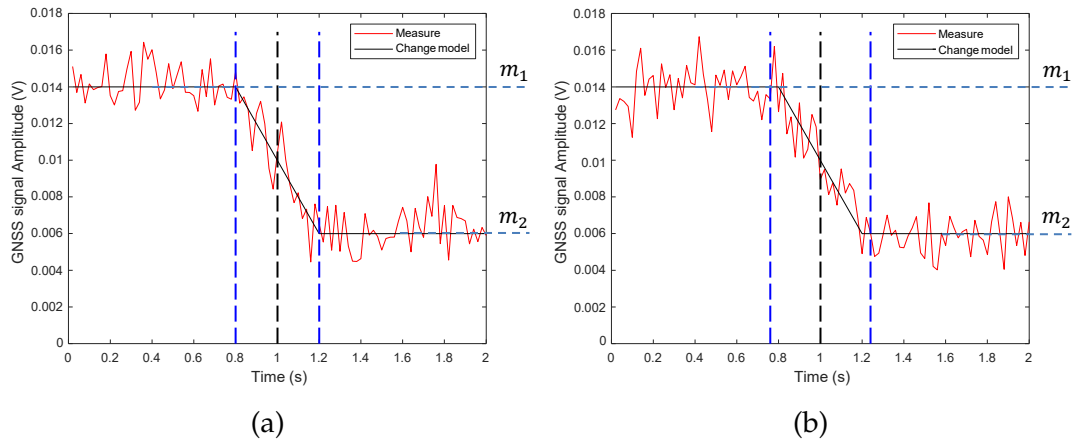 0.018
0.016
0.014
0.012
0.01
0.008
0.006
0.004
0.002
0
GNSS signal Amplitude (V)
Measure
Change model
m₁
m₂
0 0.2 0.4 0.6 0.8 1 1.2 1.4 1.6 1.8 2
Time (s)
(a)
0.018
0.016
0.014
0.012
0.01
0.008
0.006
0.004
0.002
0
GNSS signal Amplitude (V)
Measure
Change model
m₁
m₂
0 0.2 0.4 0.6 0.8 1 1.2 1.4 1.6 1.8 2
Time (s)
(b)